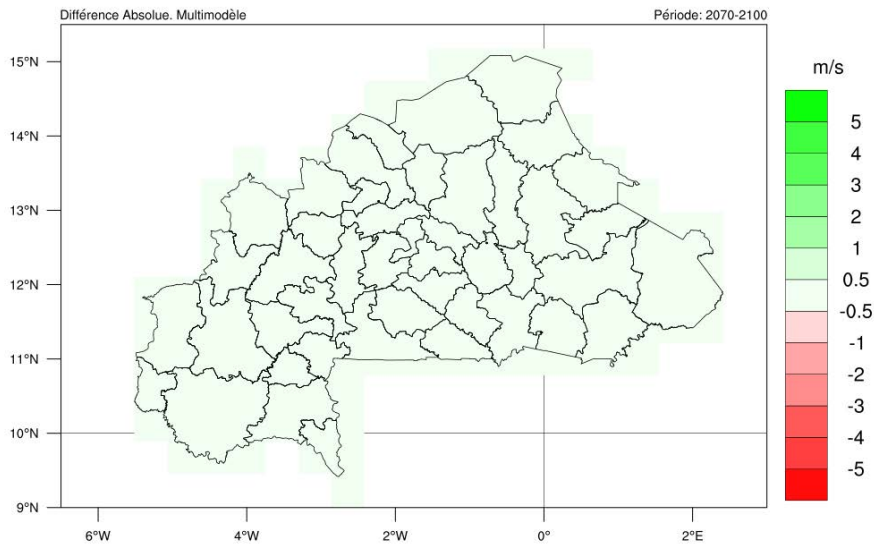 Différence Absolue. Multimodèle
Période: 2070-2100
15°N
14°N
13°N
12°N
11°N
10°N
9°N
6°W
4°W
2°W
0°
2°E
m/s
5
4
3
2
1
0.5
-0.5
-1
-2
-3
-4
-5